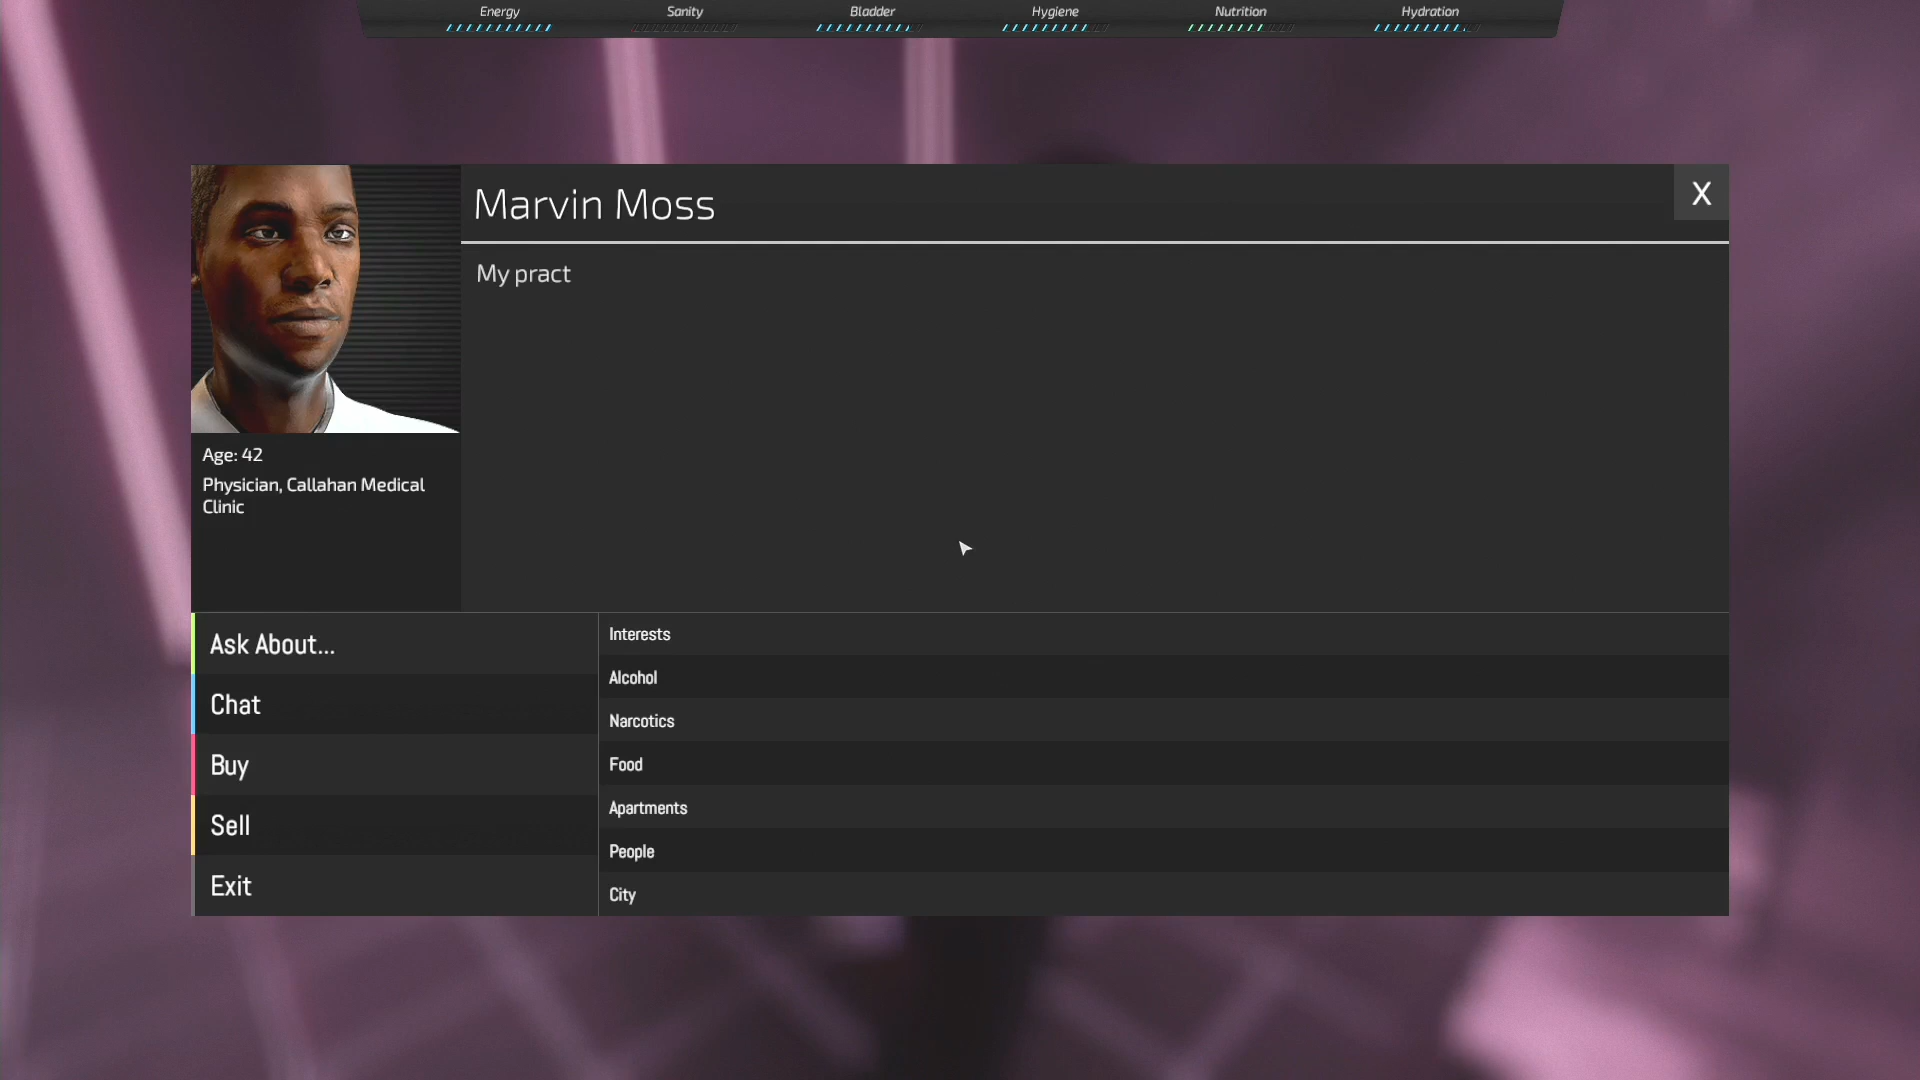 Energy
Sanity
Bladder
Hygiene
Nutrition
Hydration
Marvin Moss
X
My pract
Age: 42
Physician, Callahan Medical
Clinic
Ask About...
Chat
Buy
Sell
Exit
Interests
Alcohol
Narcotics
Food
Apartments
People
City